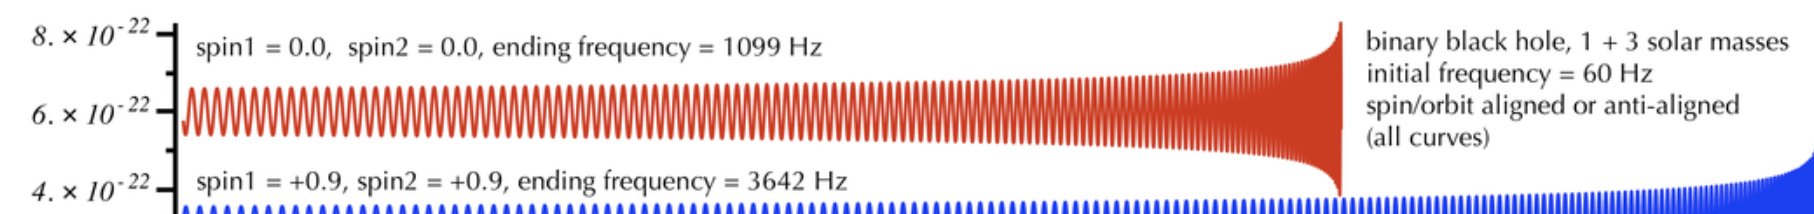 8. × 10⁻²²
spin1 = 0.0,  spin2 = 0.0, ending frequency = 1099 Hz
binary black hole, 1 + 3 solar masses
initial frequency = 60 Hz
spin/orbit aligned or anti-aligned
(all curves)
6. × 10⁻²²
spin1 = +0.9, spin2 = +0.9, ending frequency = 3642 Hz
4. × 10⁻²²